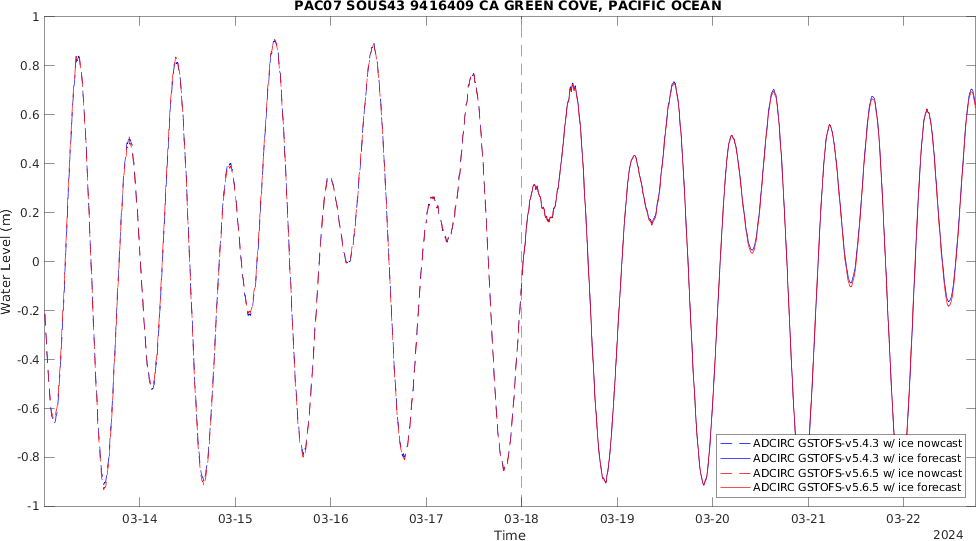 PAC07 SOUS43 9416409 CA GREEN COVE, PACIFIC OCEAN
1
0.8
0.6
0.4
0.2
0
-0.2
-0.4
-0.6
-0.8
-1
Water Level (m)
ADCIRC GSTOFS-v5.4.3 w/ ice nowcast
ADCIRC GSTOFS-v5.4.3 w/ ice forecast
ADCIRC GSTOFS-v5.6.5 w/ ice nowcast
ADCIRC GSTOFS-v5.6.5 w/ ice forecast
03-14 03-15 03-16 03-17 03-18 03-19 03-20 03-21 03-22
Time
2024